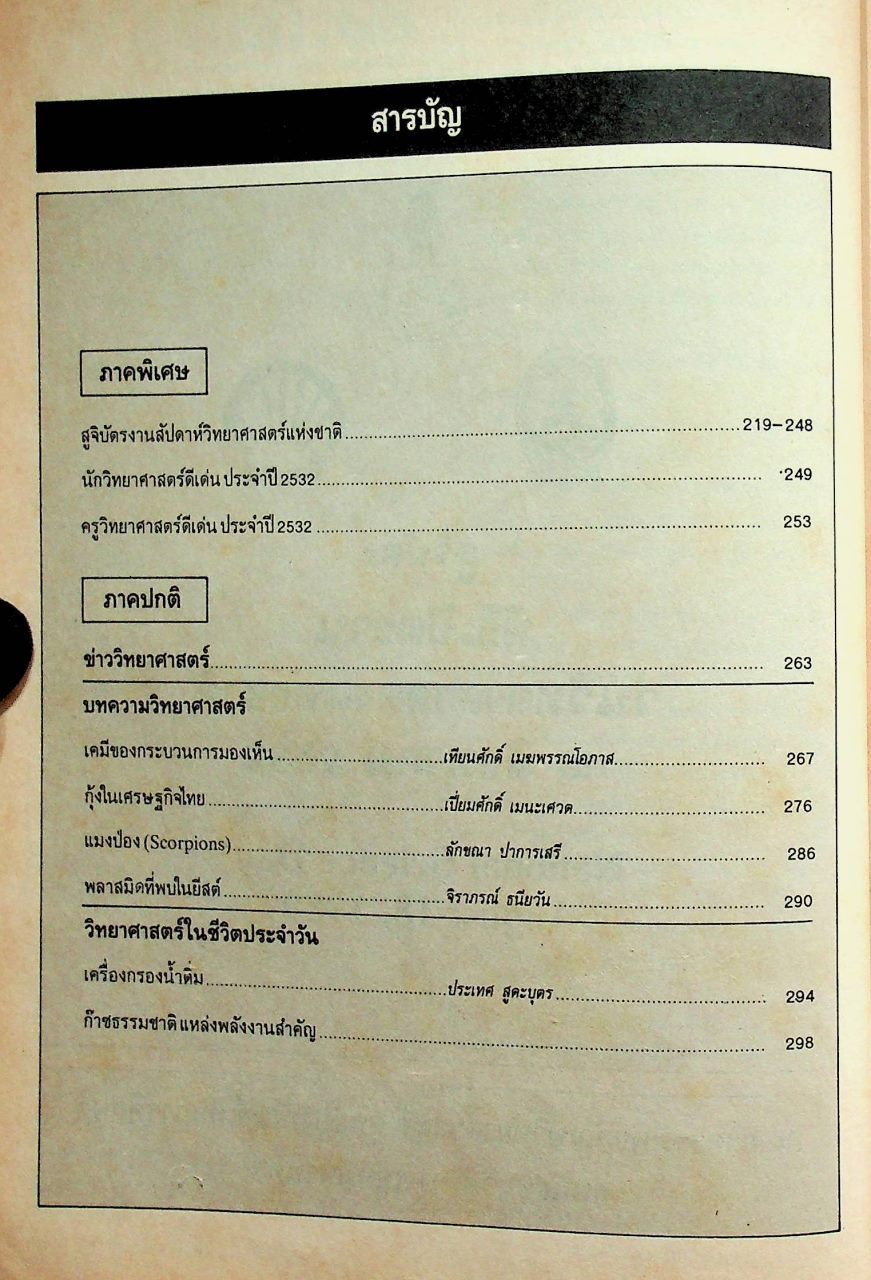 สารบัญ
ภาคพิเศษ
สูจิบัตรงานสัปดาห์วิทยาศาสตร์แห่งชาติ........................................219–248
นักวิทยาศาสตร์ดีเด่น ประจำปี 2532........................................ 249
ครูวิทยาศาสตร์ดีเด่น ประจำปี 2532 ........................................ 253
ภาคปกติ
ข่าววิทยาศาสตร์........................................ 263
บทความวิทยาศาสตร์
เคมีของกระบวนการมองเห็น ....................เทียนศักดิ์ เมฆพรรณโอภาส.................... 267
กุ้งในเศรษฐกิจไทย ....................เปี่ยมศักดิ์ เมนะเศวต.................... 276
แมงป่อง (Scorpions)....................ลักขณา ปาการเสรี .................... 286
พลาสมิดที่พบในยีสต์ ....................จิราภรณ์ ธนียวัน.................... 290
วิทยาศาสตร์ในชีวิตประจำวัน
เครื่องกรองน้ำดื่ม....................ประเทศ สูตะบุตร.................... 294
ก๊าซธรรมชาติ แหล่งพลังงานสำคัญ........................................ 298